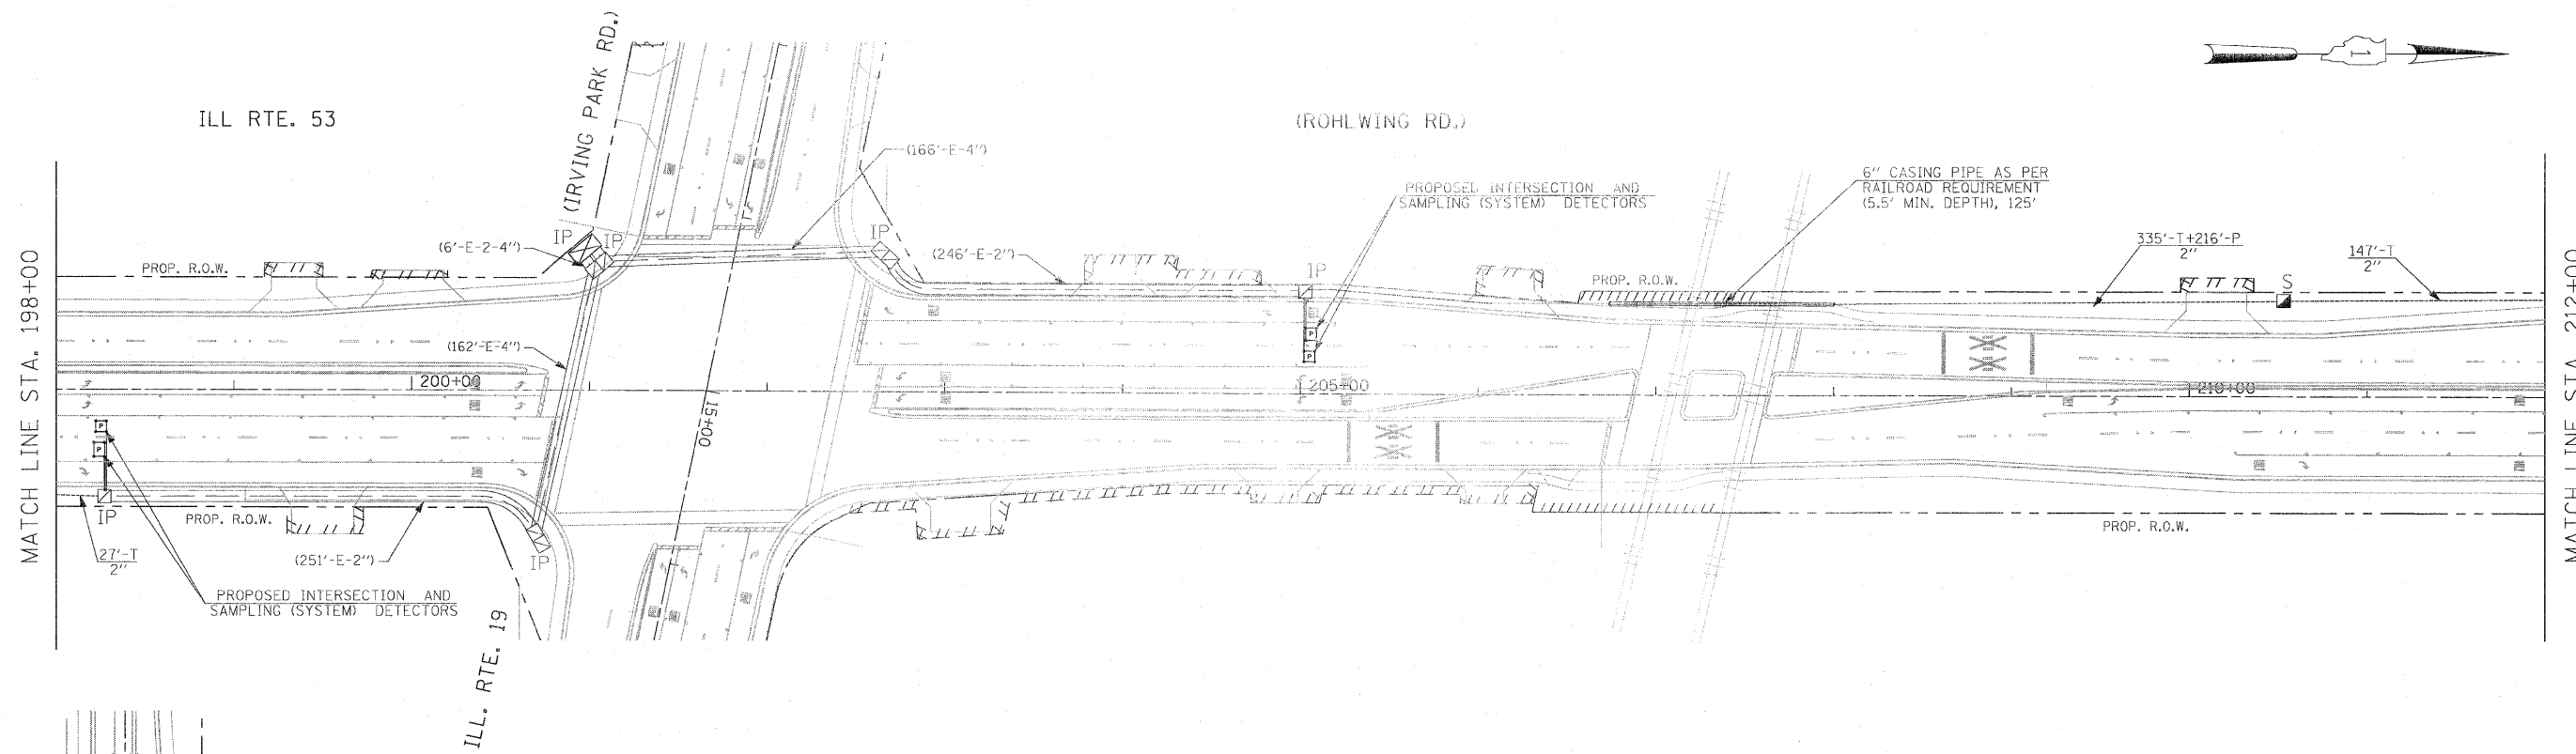 ILL RTE. 53
(IRVING PARK RD.)
(ROHLWING RD.)
1
(166'-E-4")
PROPOSED INTERSECTION AND
SAMPLING (SYSTEM) DETECTORS
6" CASING PIPE AS PER
RAILROAD REQUIREMENT
(5.5' MIN. DEPTH), 125'
335'-T+216'-P
2"
147'-T
2"
MATCH LINE STA. 198+00
MATCH LINE STA. 212+00
PROP. R.O.W.
(6'-E-2-4")
IP
IP
IP
(246'-E-2")
IP
PROP. R.O.W.
S
(162'-E-4")
P
P
200+00
205+00
210+00
15+00
P
P
IP
PROP. R.O.W.
27'-T
2"
(251'-E-2")
IP
PROP. R.O.W.
PROPOSED INTERSECTION AND
SAMPLING (SYSTEM) DETECTORS
ILL. RTE. 19